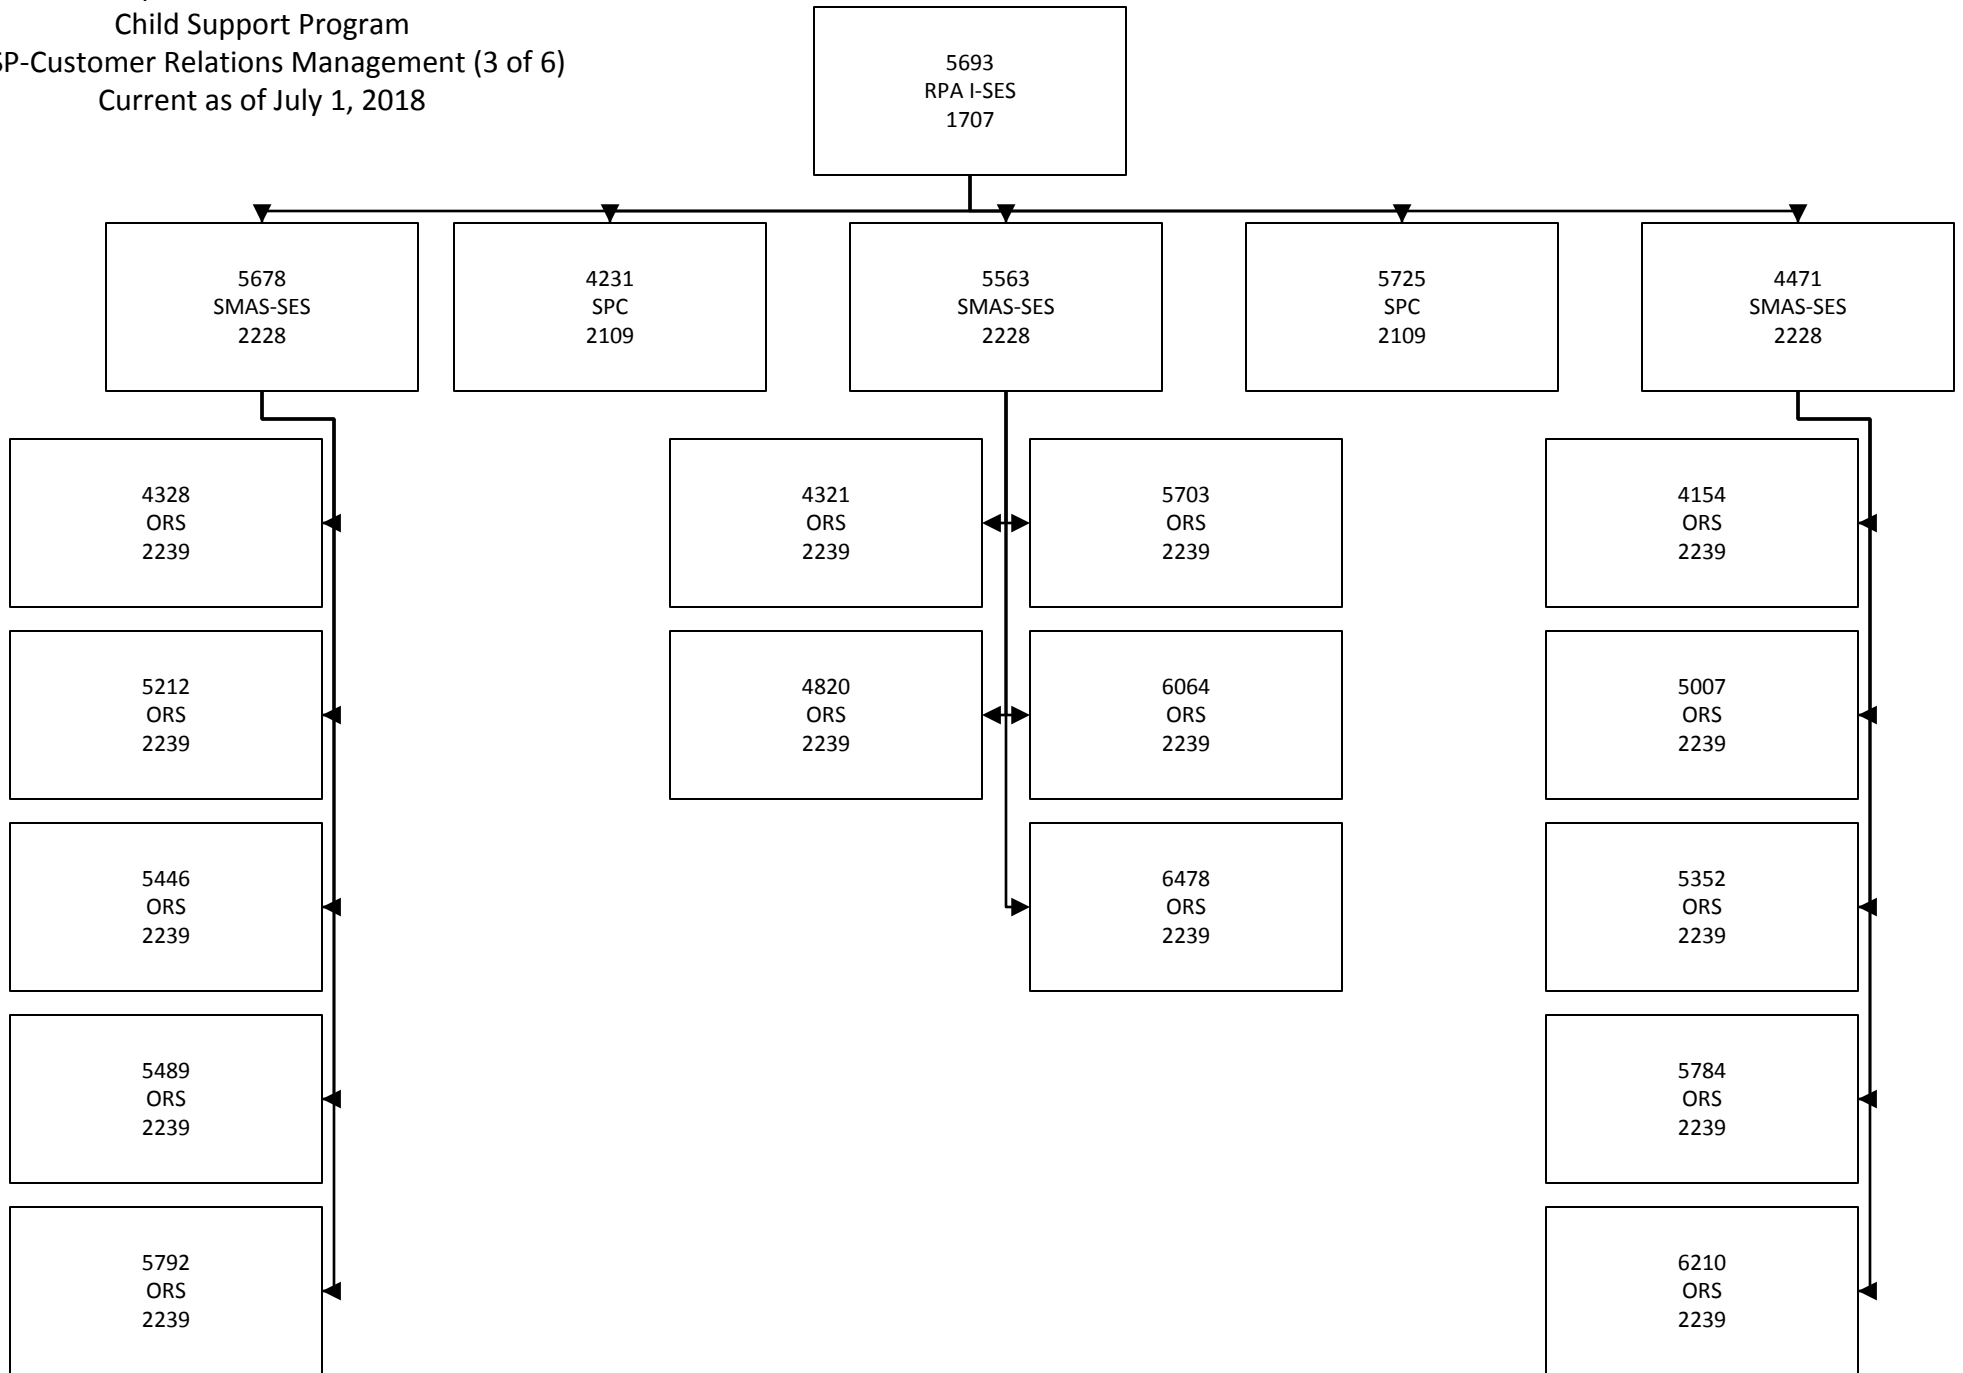 Child Support Program
SP-Customer Relations Management (3 of 6)
Current as of July 1, 2018
5693
RPA I-SES
1707
5678
SMAS-SES
2228
4231
SPC
2109
5563
SMAS-SES
2228
5725
SPC
2109
4471
SMAS-SES
2228
4328
ORS
2239
4321
ORS
2239
5703
ORS
2239
4154
ORS
2239
5212
ORS
2239
4820
ORS
2239
6064
ORS
2239
5007
ORS
2239
5446
ORS
2239
6478
ORS
2239
5352
ORS
2239
5489
ORS
2239
5784
ORS
2239
5792
ORS
2239
6210
ORS
2239